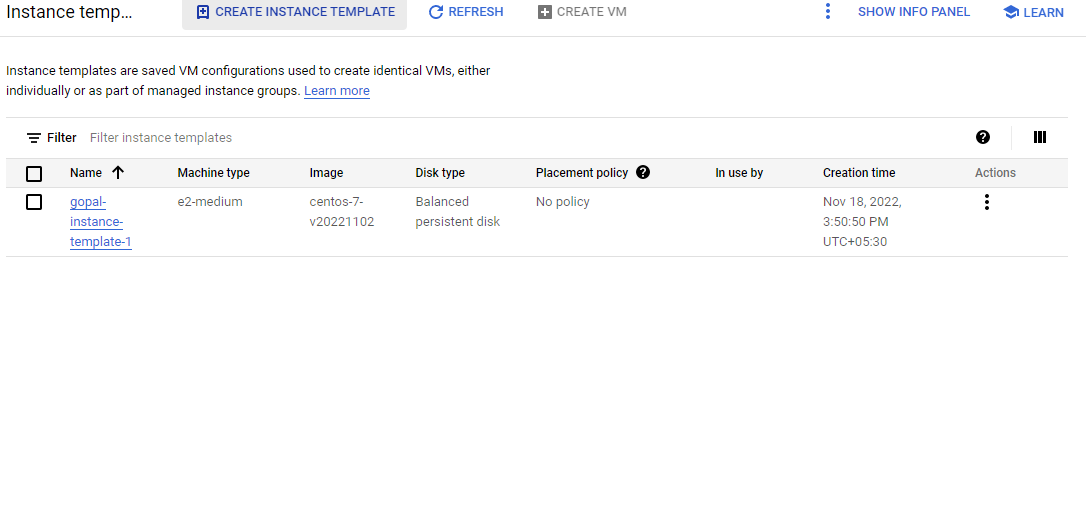 Instance temp... CREATE INSTANCE TEMPLATE REFRESH CREATE VM SHOW INFO PANEL LEARN
Instance templates are saved VM configurations used to create identical VMs, either
individually or as part of managed instance groups. Learn more
Filter Filter instance templates
Name Machine type Image Disk type Placement policy In use by Creation time Actions
gopal- e2-medium centos-7- Balanced No policy Nov 18, 2022,
instance- v20221102 persistent disk 3:50:50 PM
template-1 UTC+05:30